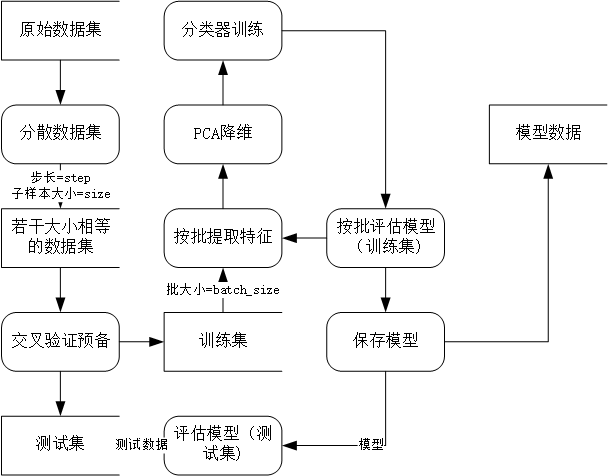 原始数据集
分类器训练
分散数据集
PCA降维
模型数据
步长=step
子样本大小=size
若干大小相等
的数据集
按批提取特征
按批评估模型
（训练集）
批大小=batch_size
交叉验证预备
训练集
保存模型
测试集
测试数据
评估模型（测
试集）
模型